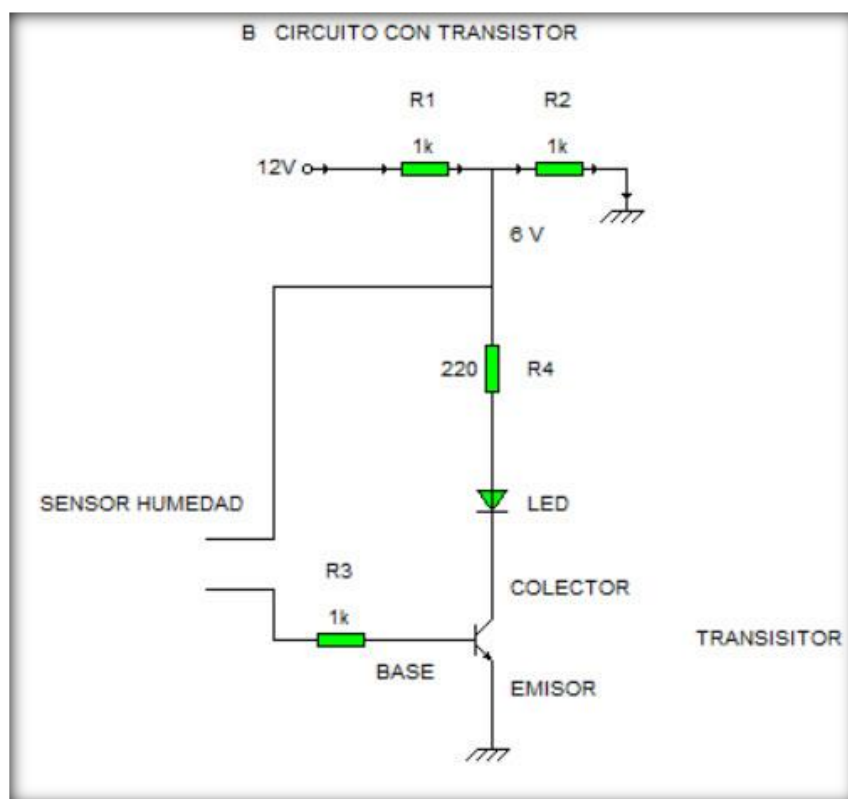 B CIRCUITO CON TRANSISTOR
R1 R2
1k 1k
12V
6 V
220 R4
SENSOR HUMEDAD
LED
R3
1k
COLECTOR
TRANSISITOR
BASE
EMISOR